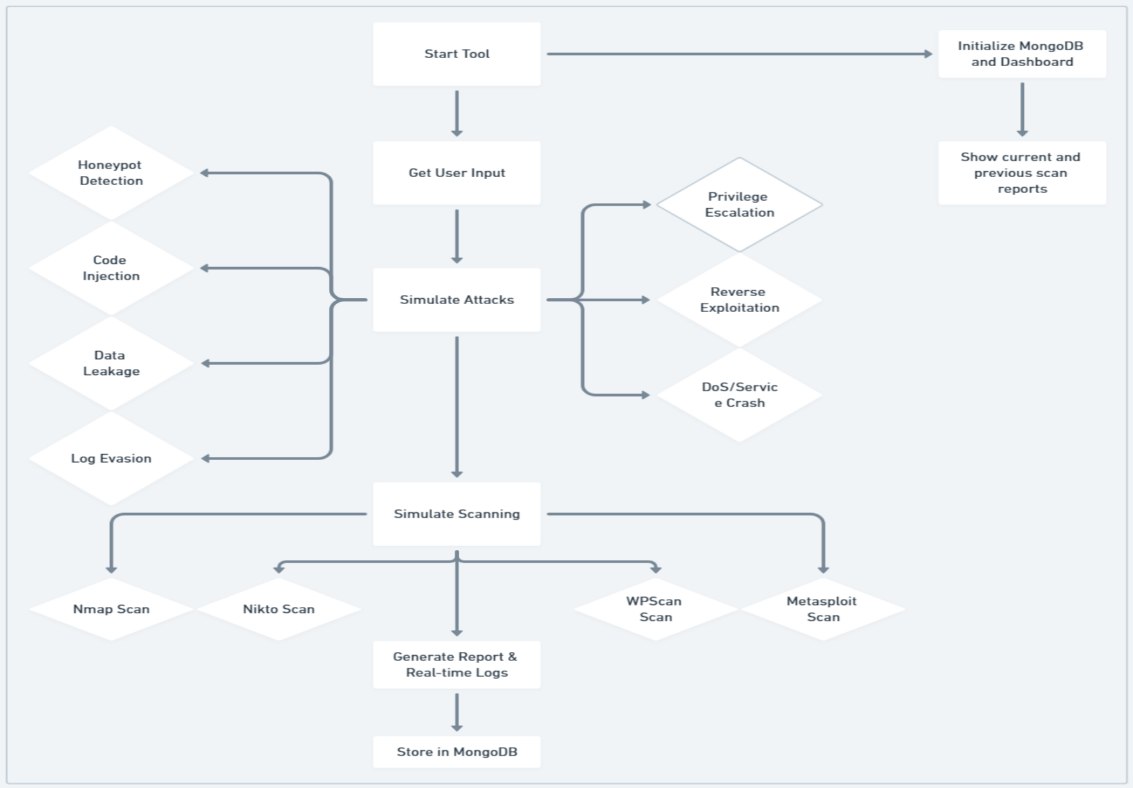 Start Tool
Initialize MongoDB
and Dashboard
Get User Input
Show current and
previous scan
reports
Honeypot
Detection
Privilege
Escalation
Code
Injection
Simulate Attacks
Reverse
Exploitation
Data
Leakage
DoS/Servic
e Crash
Log Evasion
Simulate Scanning
Nmap Scan
Nikto Scan
WPScan
Scan
Metasploit
Scan
Generate Report &
Real-time Logs
Store in MongoDB